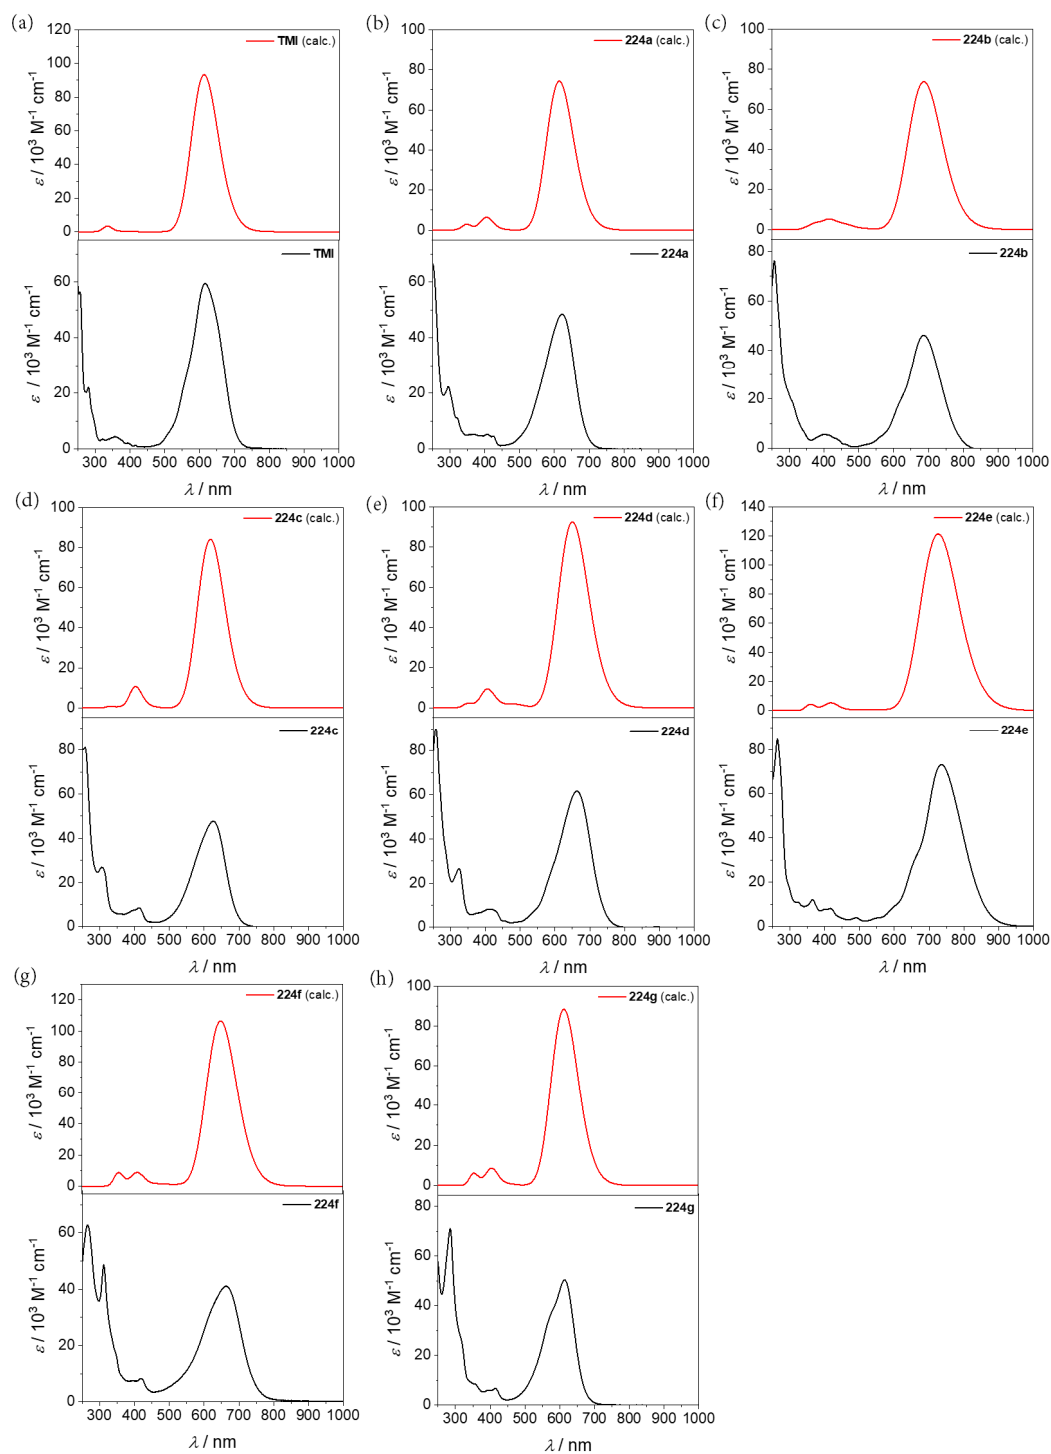 (a)
TMI (calc.)
ε / 10³ M⁻¹ cm⁻¹
120
100
80
60
40
20
0
TMI
ε / 10³ M⁻¹ cm⁻¹
60
40
20
0
300 400 500 600 700 800 900 1000
λ / nm
(b)
224a (calc.)
ε / 10³ M⁻¹ cm⁻¹
100
80
60
40
20
0
224a
ε / 10³ M⁻¹ cm⁻¹
60
40
20
0
300 400 500 600 700 800 900 1000
λ / nm
(c)
224b (calc.)
ε / 10³ M⁻¹ cm⁻¹
100
80
60
40
20
0
224b
ε / 10³ M⁻¹ cm⁻¹
80
60
40
20
0
300 400 500 600 700 800 900 1000
λ / nm
(d)
224c (calc.)
ε / 10³ M⁻¹ cm⁻¹
100
80
60
40
20
0
224c
ε / 10³ M⁻¹ cm⁻¹
80
60
40
20
0
300 400 500 600 700 800 900 1000
λ / nm
(e)
224d (calc.)
ε / 10³ M⁻¹ cm⁻¹
100
80
60
40
20
0
224d
ε / 10³ M⁻¹ cm⁻¹
80
60
40
20
0
300 400 500 600 700 800 900 1000
λ / nm
(f)
224e (calc.)
ε / 10³ M⁻¹ cm⁻¹
140
120
100
80
60
40
20
0
224e
ε / 10³ M⁻¹ cm⁻¹
80
60
40
20
0
300 400 500 600 700 800 900 1000
λ / nm
(g)
224f (calc.)
ε / 10³ M⁻¹ cm⁻¹
120
100
80
60
40
20
0
224f
ε / 10³ M⁻¹ cm⁻¹
60
40
20
0
300 400 500 600 700 800 900 1000
λ / nm
(h)
224g (calc.)
ε / 10³ M⁻¹ cm⁻¹
100
80
60
40
20
0
224g
ε / 10³ M⁻¹ cm⁻¹
80
60
40
20
0
300 400 500 600 700 800 900 1000
λ / nm